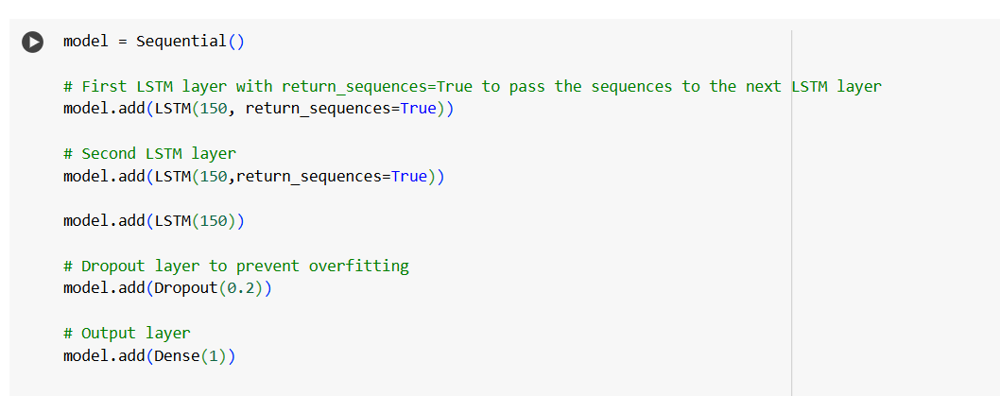 model = Sequential()
# First LSTM layer with return_sequences=True to pass the sequences to the next LSTM layer
model.add(LSTM(150, return_sequences=True))
# Second LSTM layer
model.add(LSTM(150,return_sequences=True))
model.add(LSTM(150))
# Dropout layer to prevent overfitting
model.add(Dropout(0.2))
# Output layer
model.add(Dense(1))